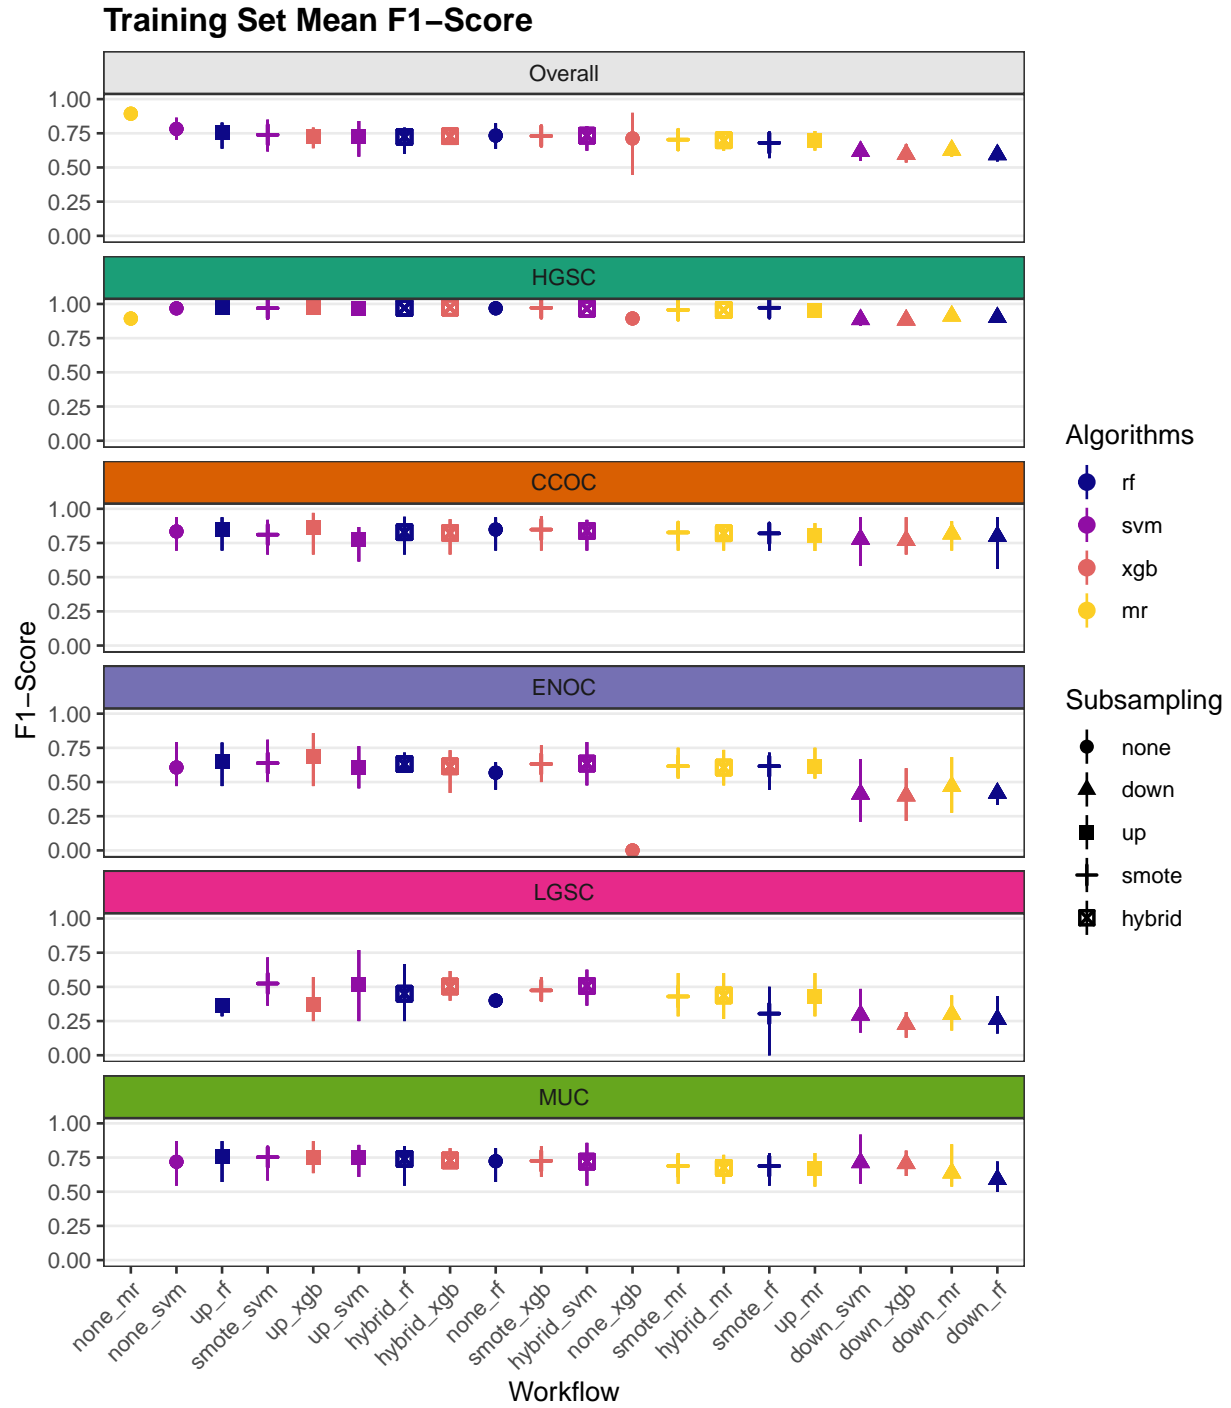 Training Set Mean F1−Score
Overall
1.00
0.75
0.50
0.25
0.00
HGSC
1.00
0.75
0.50
0.25
0.00
CCOC
1.00
0.75
0.50
0.25
0.00
ENOC
1.00
0.75
0.50
0.25
0.00
LGSC
1.00
0.75
0.50
0.25
0.00
MUC
1.00
0.75
0.50
0.25
0.00
F1−Score
none_mr
none_svm
up_rf
smote_svm
up_xgb
up_svm
hybrid_rf
hybrid_xgb
none_rf
smote_xgb
hybrid_svm
none_xgb
smote_mr
hybrid_mr
smote_rf
up_mr
down_svm
down_xgb
down_mr
down_rf
Workflow
Algorithms
rf
svm
xgb
mr
Subsampling
none
down
up
smote
hybrid